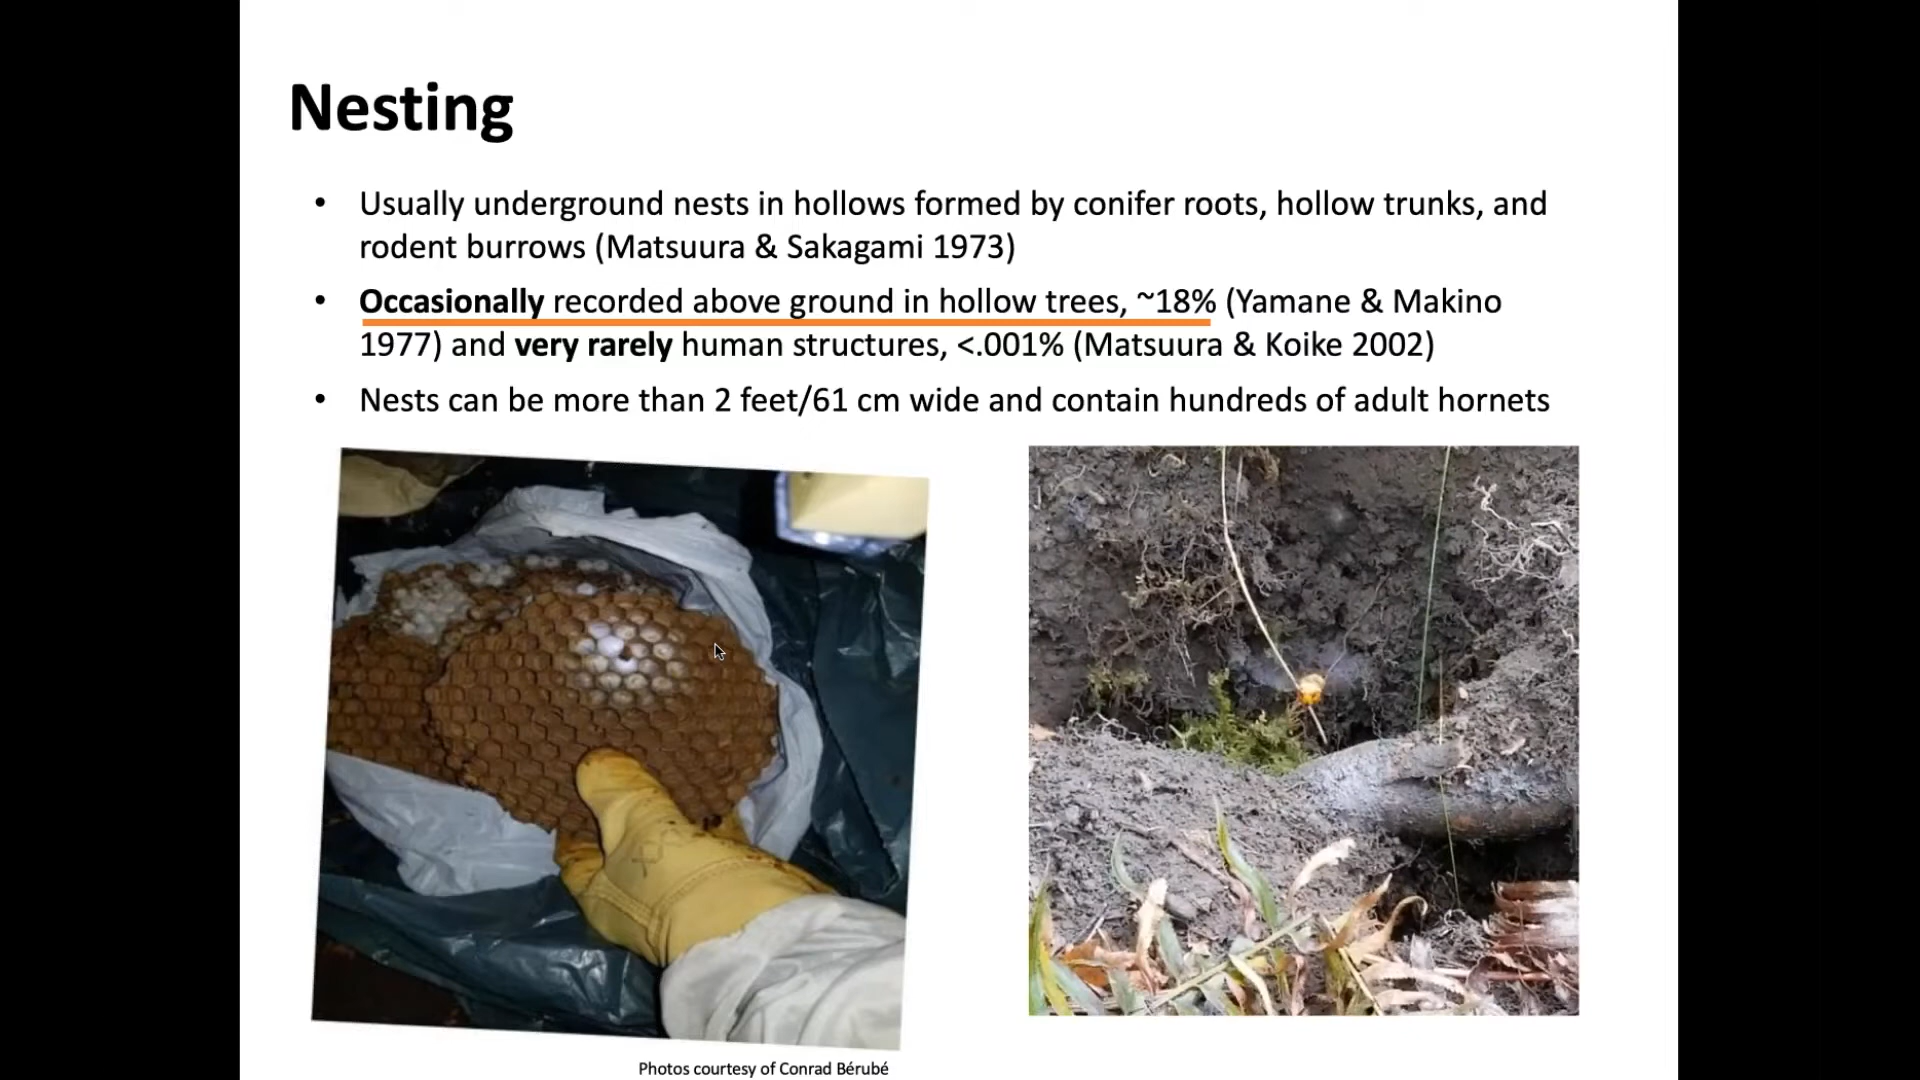 Nesting
• Usually underground nests in hollows formed by conifer roots, hollow trunks, and
rodent burrows (Matsuura & Sakagami 1973)
• Occasionally recorded above ground in hollow trees, ~18% (Yamane & Makino
1977) and very rarely human structures, <.001% (Matsuura & Koike 2002)
• Nests can be more than 2 feet/61 cm wide and contain hundreds of adult hornets
Photos courtesy of Conrad Bérubé